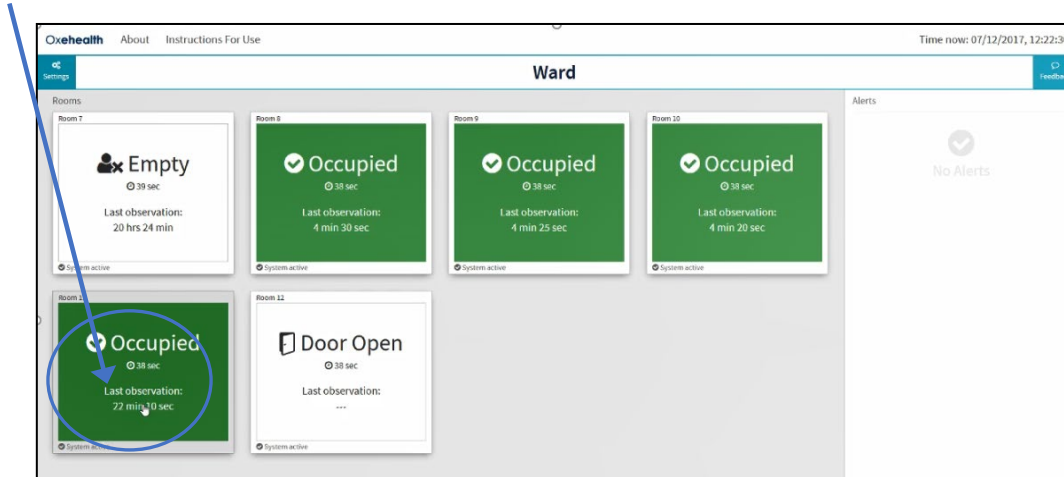 Oxehealth About Instructions For Use
Time now: 07/12/2017, 12:22:3
Settings
Ward
Rooms
Alerts
No Alerts
Room 7
Empty
39 sec
Last observation:
20 hrs 24 min
System active
Room 8
Occupied
38 sec
Last observation:
4 min 30 sec
System active
Room 9
Occupied
38 sec
Last observation:
4 min 25 sec
System active
Room 10
Occupied
38 sec
Last observation:
4 min 20 sec
System active
Room
Occupied
38 sec
Last observation:
22 min 10 sec
System
Room 12
Door Open
38 sec
Last observation:
---
System active